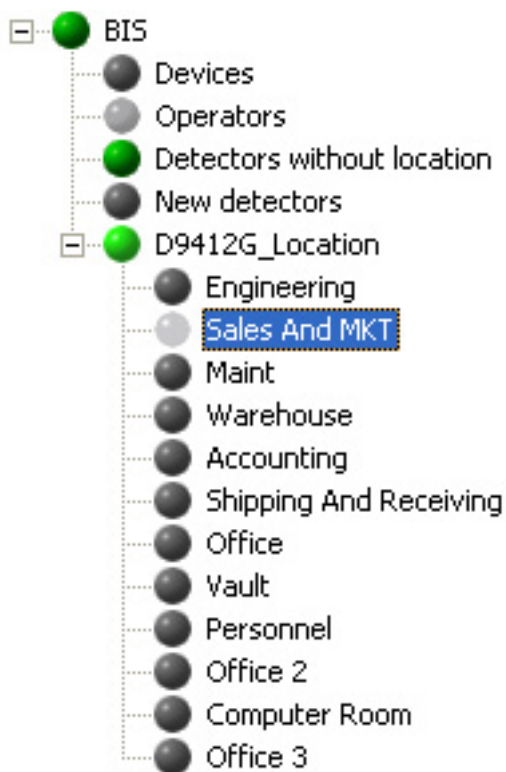 BIS
Devices
Operators
Detectors without location
New detectors
D9412G_Location
Engineering
Sales And MKT
Maint
Warehouse
Accounting
Shipping And Receiving
Office
Vault
Personnel
Office 2
Computer Room
Office 3